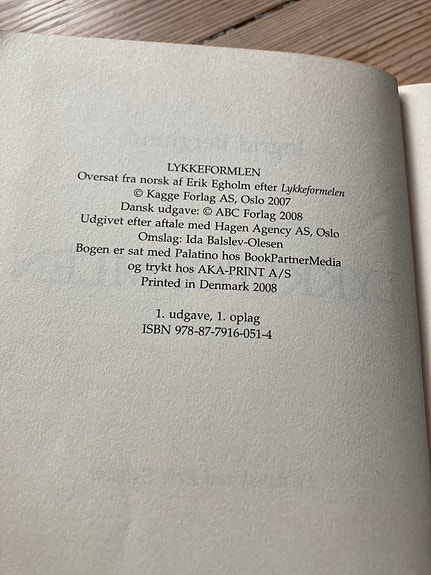 LYKKEFORMLEN
Oversat fra norsk af Erik Egholm efter Lykkeformelen
© Kagge Forlag AS, Oslo 2007
Dansk udgave: © ABC Forlag 2008
Udgivet efter aftale med Hagen Agency AS, Oslo
Omslag: Ida Balslev-Olesen
Bogen er sat med Palatino hos BookPartnerMedia
og trykt hos AKA-PRINT A/S
Printed in Denmark 2008
1. udgave, 1. oplag
ISBN 978-87-7916-051-4